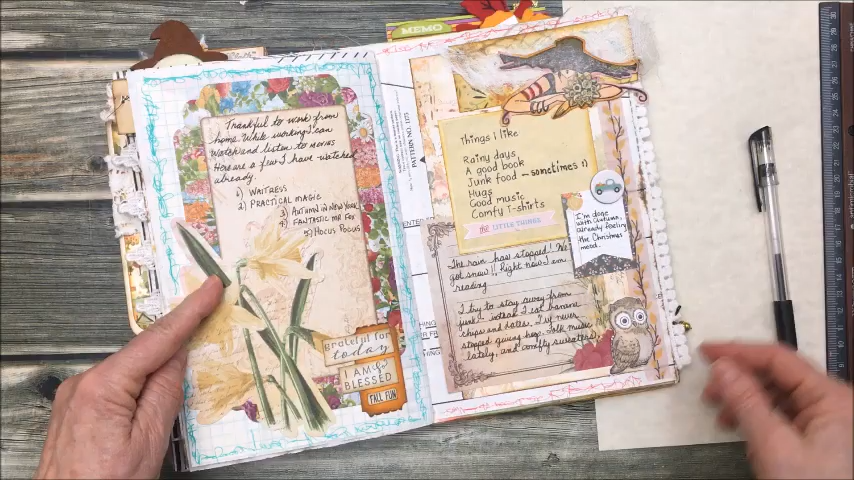 MEMO
Thankful to work from
home. While working I can
Watch and listen to movies
Here are a few I have watched
already.
1) WAITRESS
2) PRACTICAL MAGIC
3) AUTUMN IN NEW YORK
4) FANTASTIC MR FOX
5) HOCUS POCUS
grateful for
today
I AM SO
BLESSED
FALL FUN
PATTERN NO. 1175
Things I like
Rainy days
A good book
Junk food - sometimes :)
Hugs
Good music
Comfy T-shirts
the LITTLE THINGS
I'm done
with Autumn,
already feeling
the Christmas
mood.
The rain has stopped! We
got snow!! Right now I am
reading
I try to stay away from
junk - instead I eat banana
chips and dates. I've never
stopped giving hugs. Folk music
lately, and comfy sweaters.